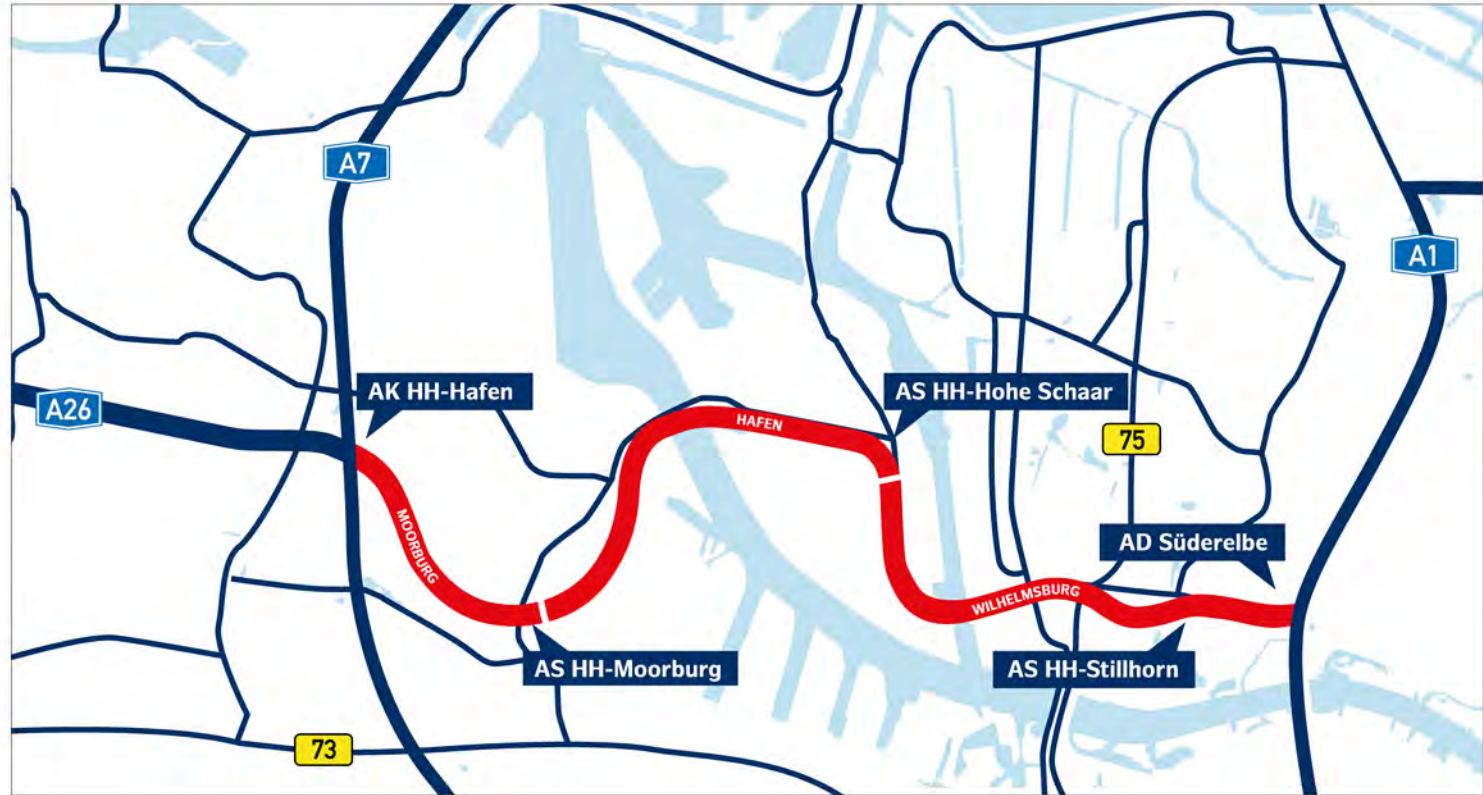 A7
A1
A26
AK HH-Hafen
AS HH-Hohe Schaar
HAFEN
75
MOORBURG
AD Süderelbe
WILHELMSBURG
AS HH-Moorburg
AS HH-Stillhorn
73